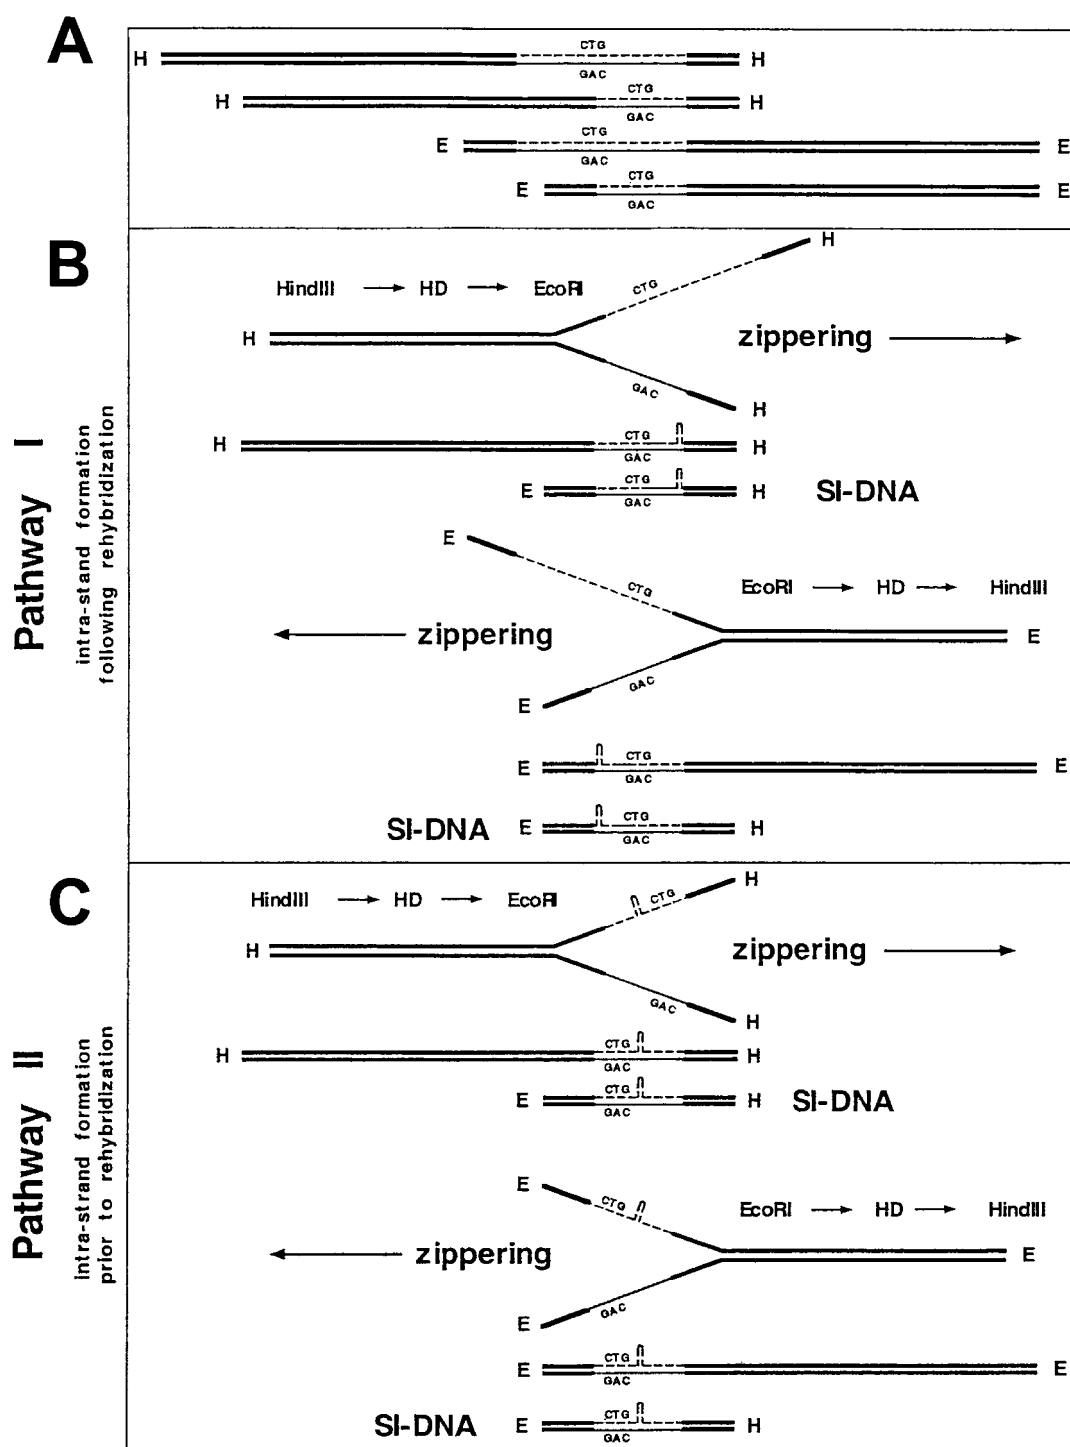 A
H CTG H
GAC
H CTG H
GAC
E CTG E
GAC
E CTG E
GAC
B
H
HindIII → HD → EcoRI CTG
H zippering
GAC
H
Pathway I
intra-stand formation
following rehybridization
H CTG H
GAC
E CTG H SI-DNA
GAC
E
CTG EcoRI → HD → HindIII
zippering E
GAC
E
E CTG E
GAC
SI-DNA E CTG H
GAC
C
H
HindIII → HD → EcoRI CTG
H zippering
GAC
H
Pathway II
intra-strand formation
prior to rehybridization
H CTG H
GAC
E CTG H SI-DNA
GAC
E
CTG EcoRI → HD → HindIII
zippering E
GAC
E
E CTG E
GAC
SI-DNA E CTG H
GAC